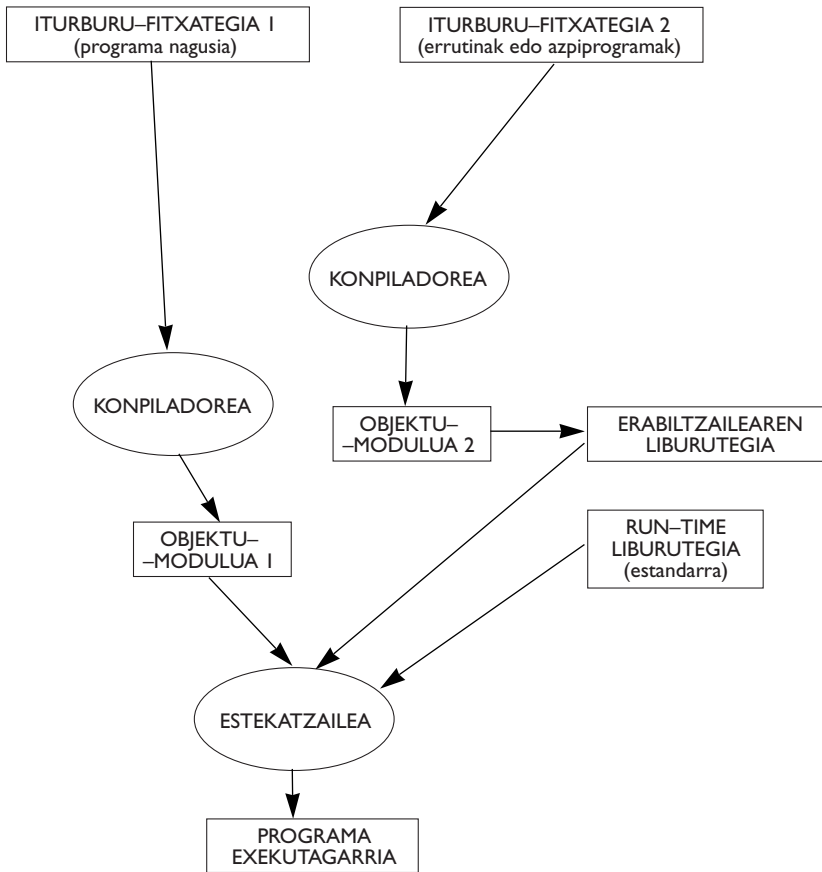 ITURBURU–FITXATEGIA 1
(programa nagusia)
ITURBURU–FITXATEGIA 2
(errutinak edo azpiprogramak)
KONPILADOREA
KONPILADOREA
OBJEKTU–
–MODULUA 2
ERABILTZAILEAREN
LIBURUTEGIA
OBJEKTU–
–MODULUA 1
RUN–TIME
LIBURUTEGIA
(estandarra)
ESTEKATZAILEA
PROGRAMA
EXEKUTAGARRIA